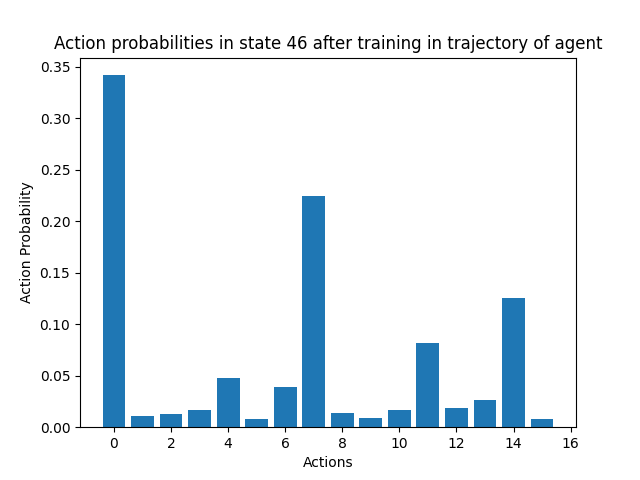 Action probabilities in state 46 after training in trajectory of agent
0.35
0.30
0.25
0.20
0.15
0.10
0.05
0.00
Action Probability
0 2 4 6 8 10 12 14 16
Actions